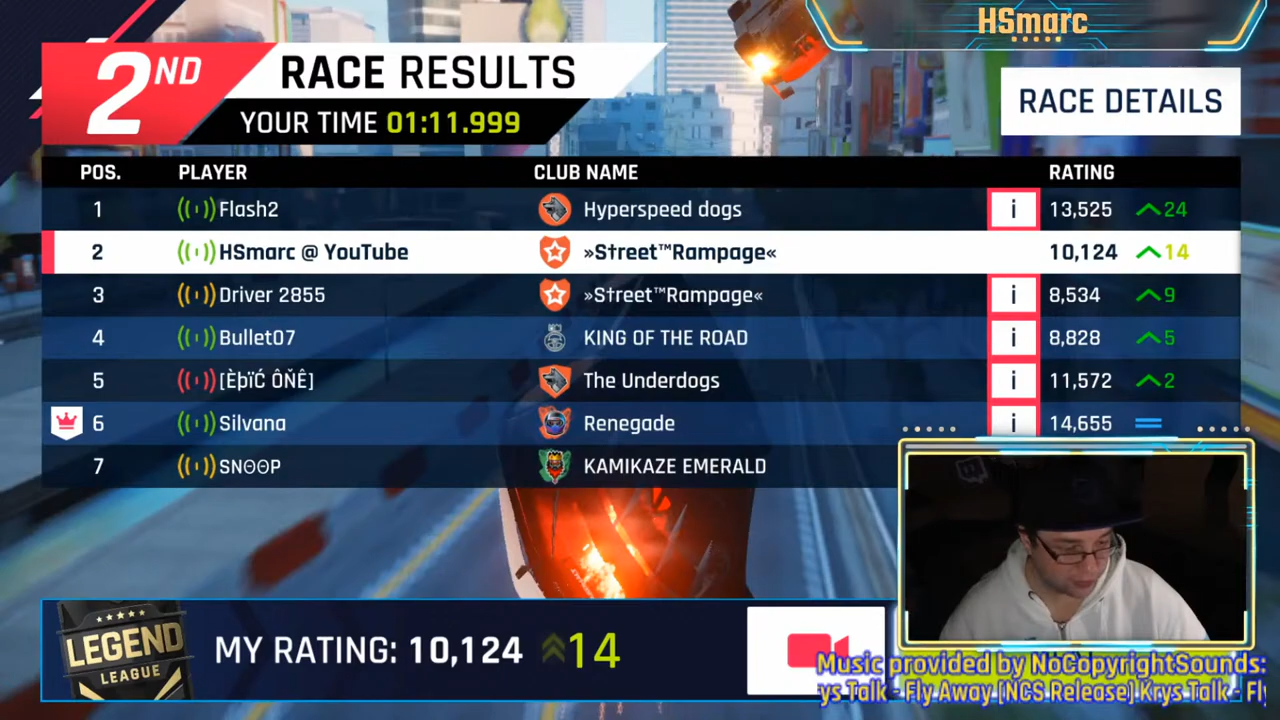 HSmarc
2ND
RACE RESULTS
YOUR TIME 01:11.999
RACE DETAILS
POS. PLAYER CLUB NAME RATING
1 Flash2 Hyperspeed dogs i 13,525 24
2 HSmarc @ YouTube »S†reet™Rampage« 10,124 14
3 Driver 2855 »S†reet™Rampage« i 8,534 9
4 Bullet07 KING OF THE ROAD i 8,828 5
5 [ÈþïĆ ÔŇÊ] The Underdogs i 11,572 2
6 Silvana Renegade i 14,655
7 SNΘΘP KAMIKAZE EMERALD
LEGEND
LEAGUE
MY RATING: 10,124 14
Music provided by NoCopyrightSounds:
ys Talk - Fly Away [NCS Release] Krys Talk - Fl